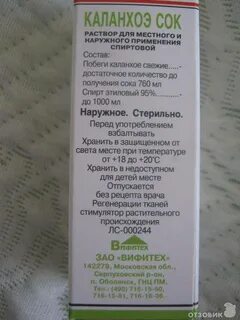 КАЛАНХОЭ СОК
РАСТВОР ДЛЯ МЕСТНОГО И
НАРУЖНОГО ПРИМЕНЕНИЯ
СПИРТОВОЙ
Состав:
Побеги каланхое свежие....
достаточное количество до
получения сока 760 мл
Спирт этиловый 95%.....
до 1000 мл
Наружное. Стерильно.
Перед употреблением
взбалтывать
Хранить в защищенном от
света месте при температуре
от +18 до +20°С
Хранить в недоступном
для детей месте
Отпускается
без рецепта врача
Регенерации тканей
стимулятор растительного
происхождения
ЛС-000244
ВИФИТЕХ
ЗАО "ВИФИТЕХ"
142279, Московская обл.,
Серпуховский р-он,
п. Оболенск, ГНЦ ПМ.
ОТЗОВИК